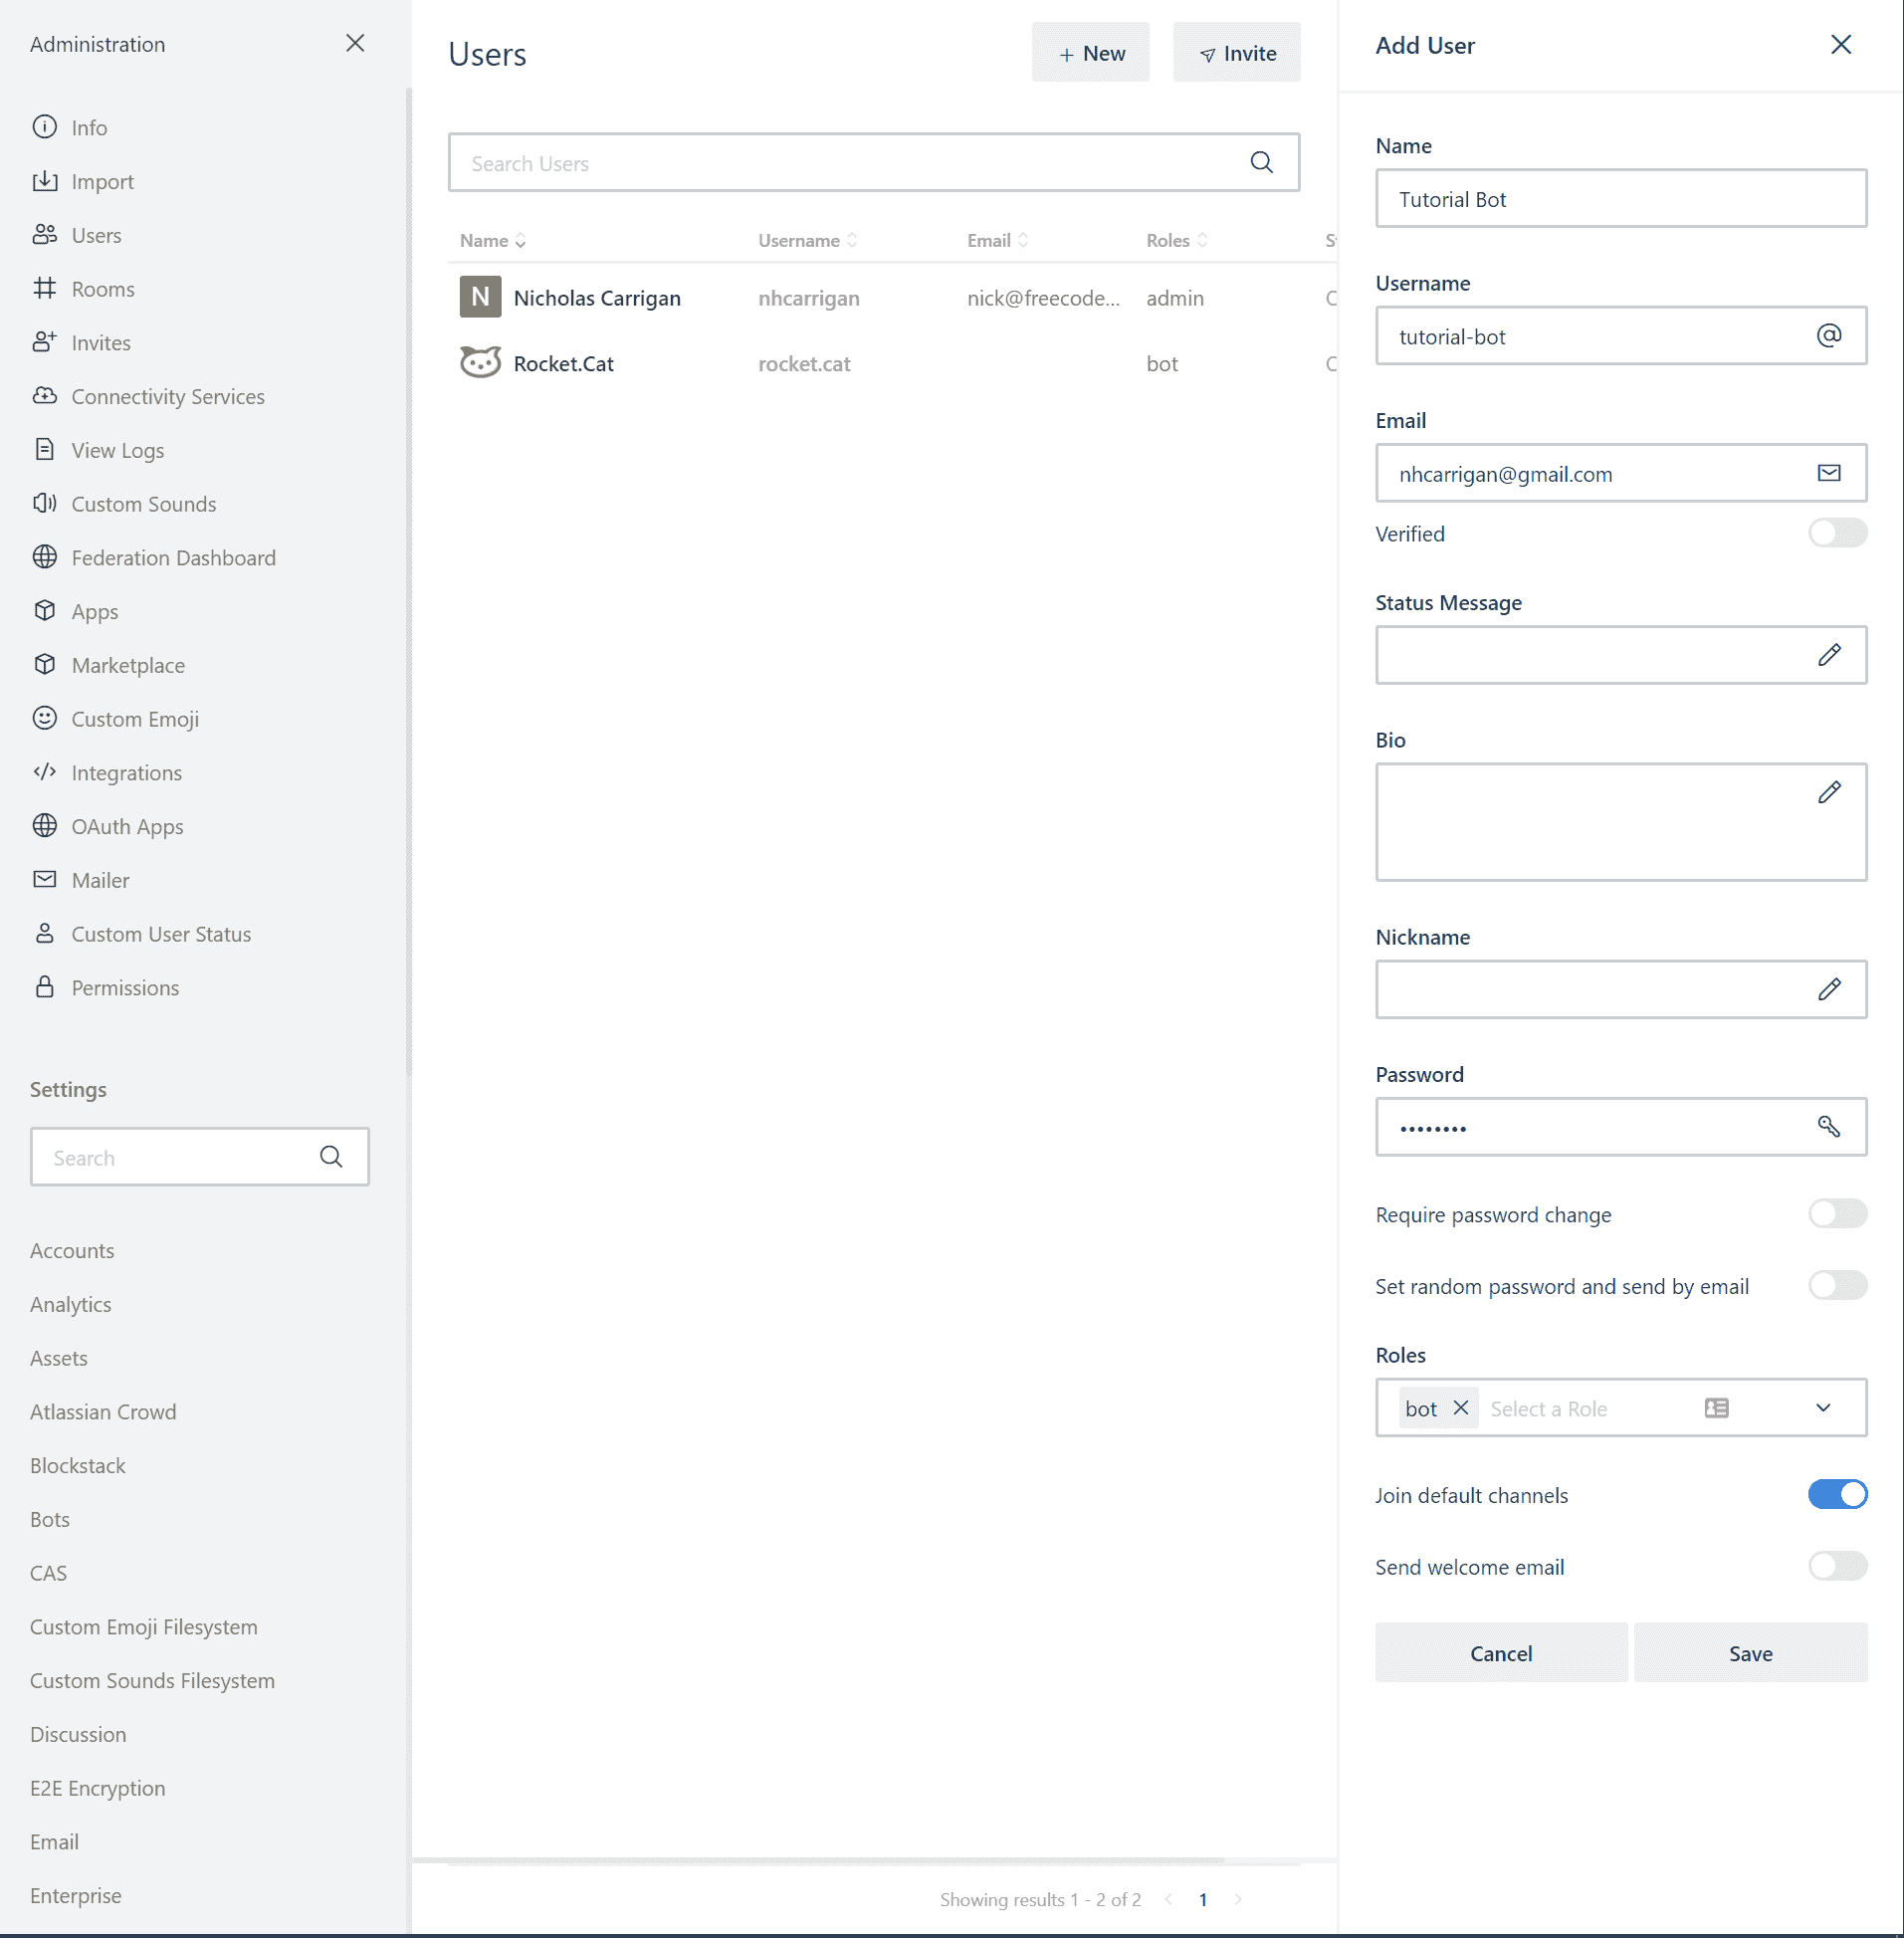 Administration
Info
Import
Users
Rooms
Invites
Connectivity Services
View Logs
Custom Sounds
Federation Dashboard
Apps
Marketplace
Custom Emoji
Integrations
OAuth Apps
Mailer
Custom User Status
Permissions
Settings
Search
Accounts
Analytics
Assets
Atlassian Crowd
Blockstack
Bots
CAS
Custom Emoji Filesystem
Custom Sounds Filesystem
Discussion
E2E Encryption
Email
Enterprise
Users
+ New Invite
Search Users
Name Username Email Roles
N Nicholas Carrigan nhcarrigan nick@freecode... admin
Rocket.Cat rocket.cat bot
Showing results 1 - 2 of 2 < 1 >
Add User
Name
Tutorial Bot
Username
tutorial-bot @
Email
nhcarrigan@gmail.com
Verified
Status Message
Bio
Nickname
Password
••••••••
Require password change
Set random password and send by email
Roles
bot Select a Role
Join default channels
Send welcome email
Cancel Save